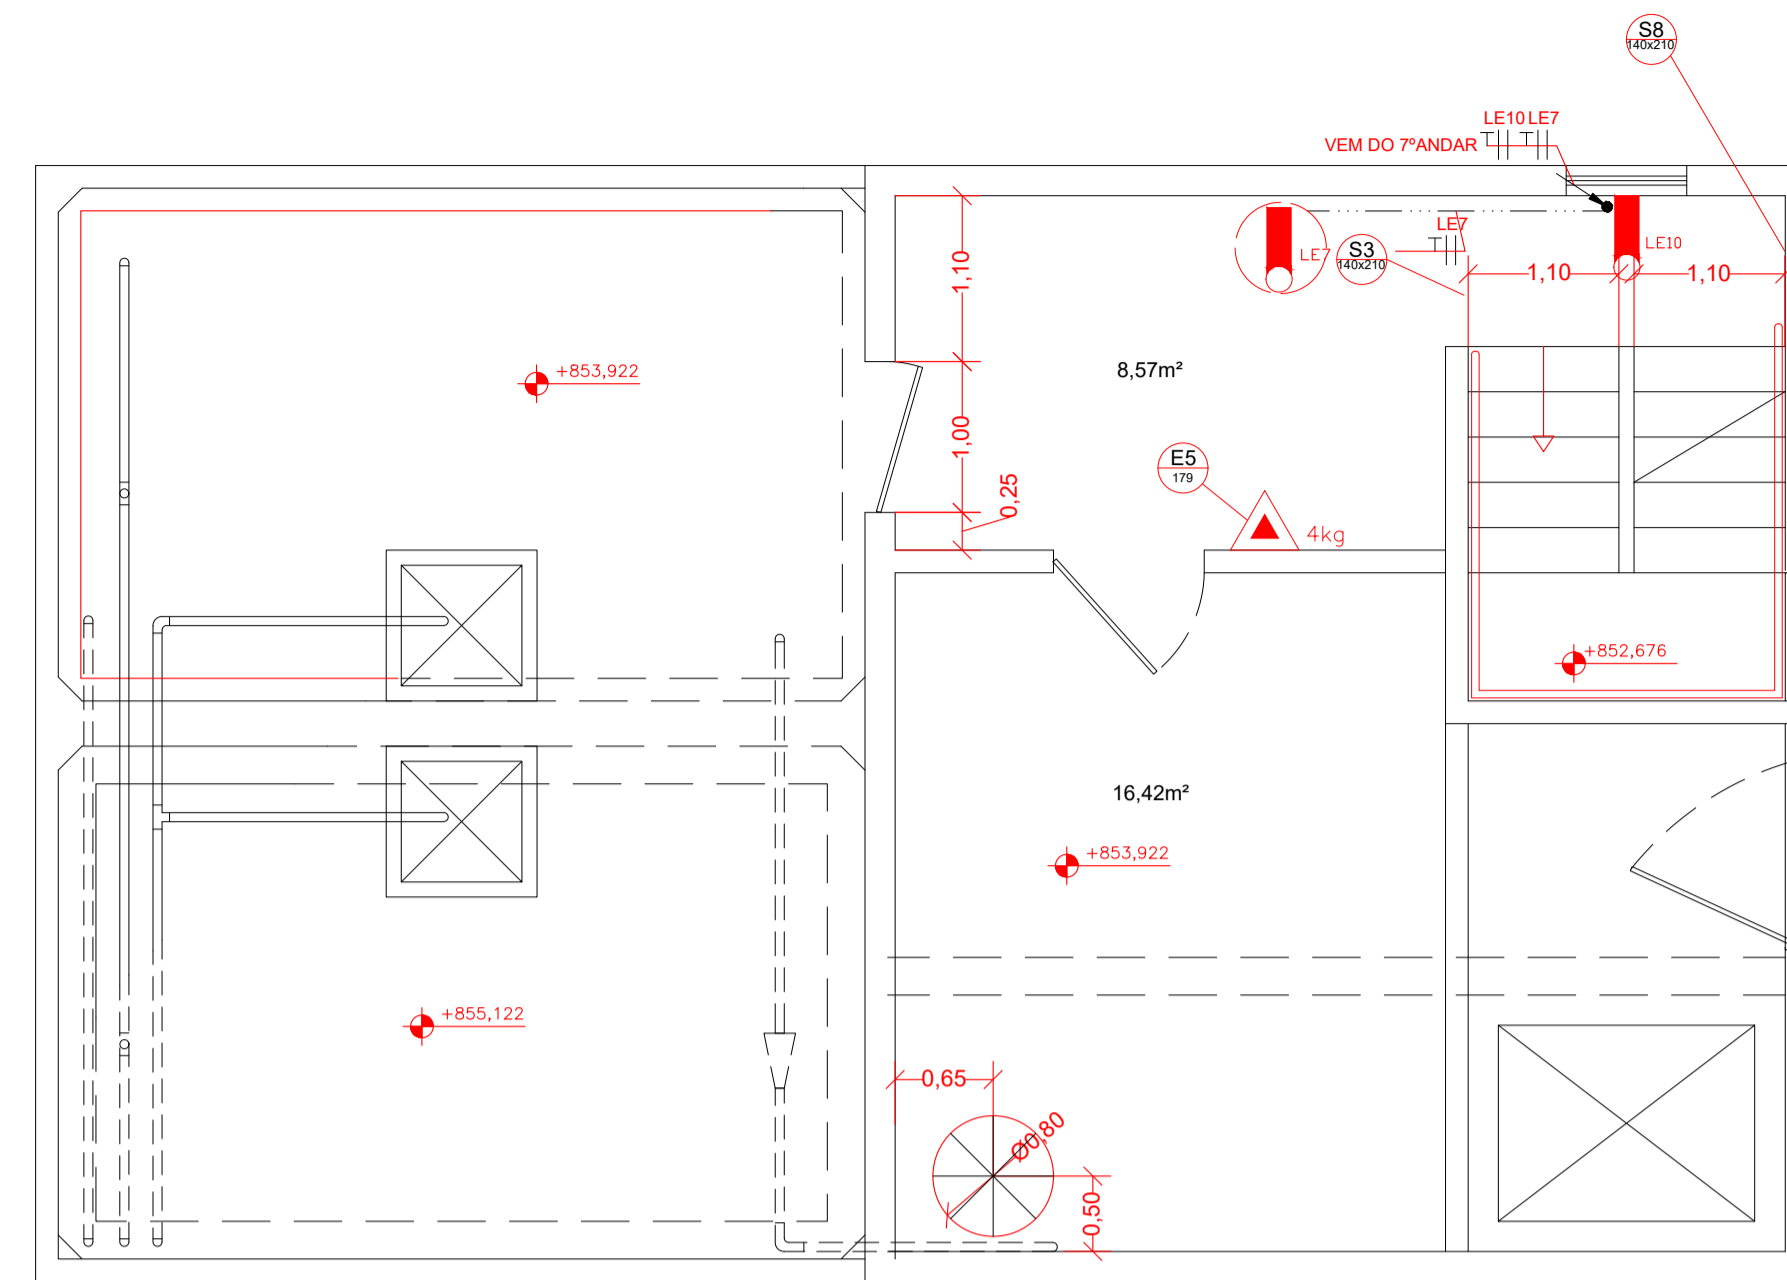 S8
140x210
LE10 LE7
VEM DO 7ºANDAR
LE7
LE7
S3
140x210
LE10
1,10
1,10
1,10
+853,922
8,57m²
1,00
E5
179
0,25
4kg
+852,676
16,42m²
+853,922
+855,122
0,65
Ø0,80
0,50